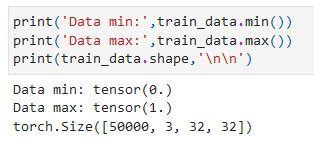 print('Data min:',train_data.min())
print('Data max:',train_data.max())
print(train_data.shape,'\n\n')
Data min: tensor(0.)
Data max: tensor(1.)
torch.Size([50000, 3, 32, 32])